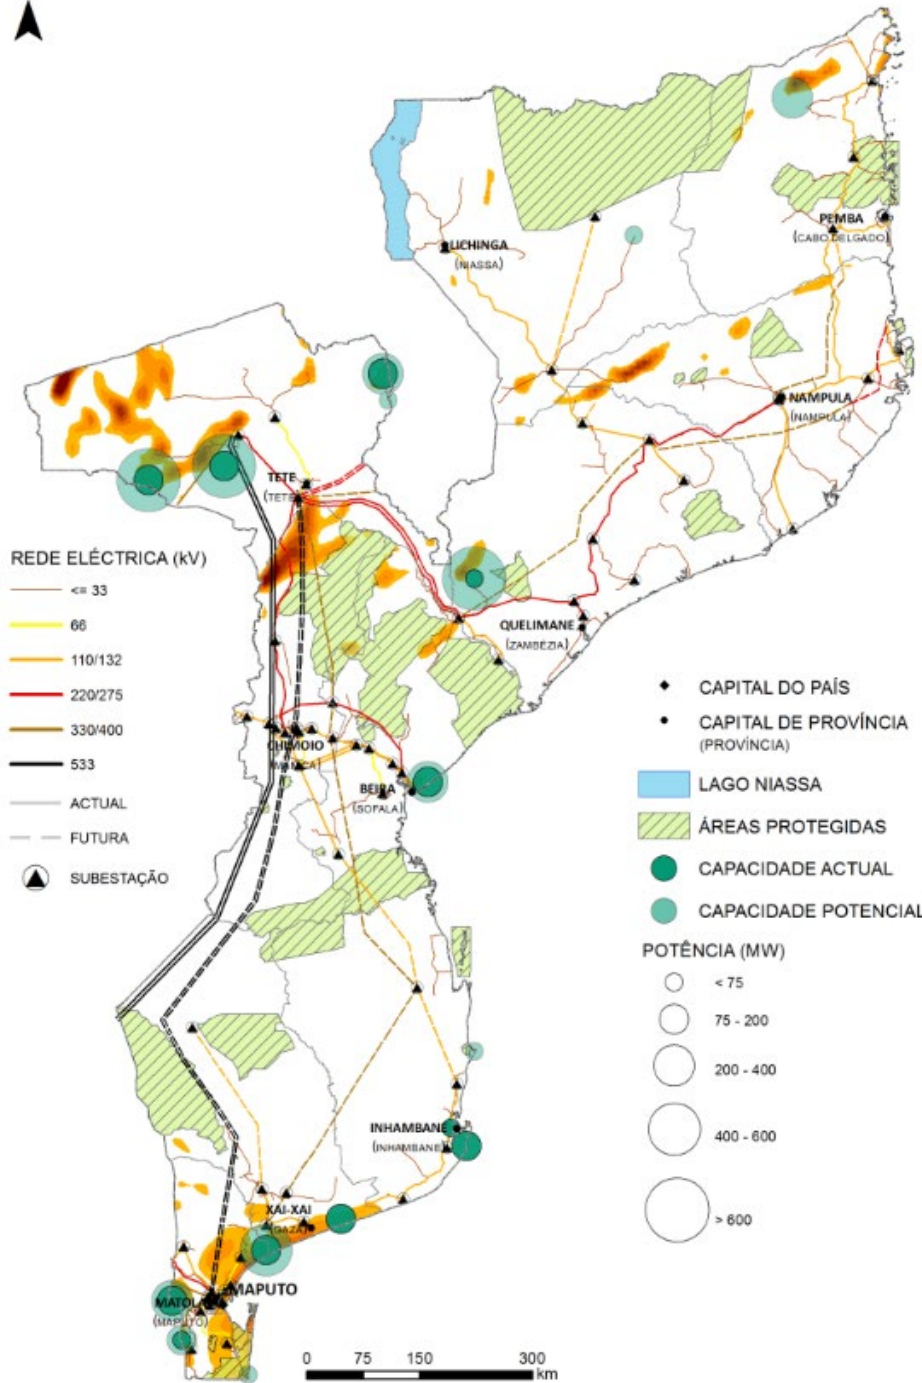 PEMBA
(CABO DELGADO)
LICHINGA
(NIASSA)
NAMPULA
(NAMPULA)
TETE
(TETE)
REDE ELÉCTRICA (kV)
<= 33
66
110/132
220/275
330/400
533
ACTUAL
FUTURA
SUBESTAÇÃO
QUELIMANE
(ZAMBÉZIA)
CHIMOIO
(MANICA)
BEIRA
(SOFALA)
CAPITAL DO PAÍS
CAPITAL DE PROVÍNCIA
(PROVÍNCIA)
LAGO NIASSA
ÁREAS PROTEGIDAS
CAPACIDADE ACTUAL
CAPACIDADE POTENCIAL
POTÊNCIA (MW)
< 75
75 - 200
200 - 400
400 - 600
> 600
INHAMBANE
(INHAMBANE)
XAI-XAI
(GAZA)
MAPUTO
MATOLA
(MAPUTO)
0 75 150 300
km